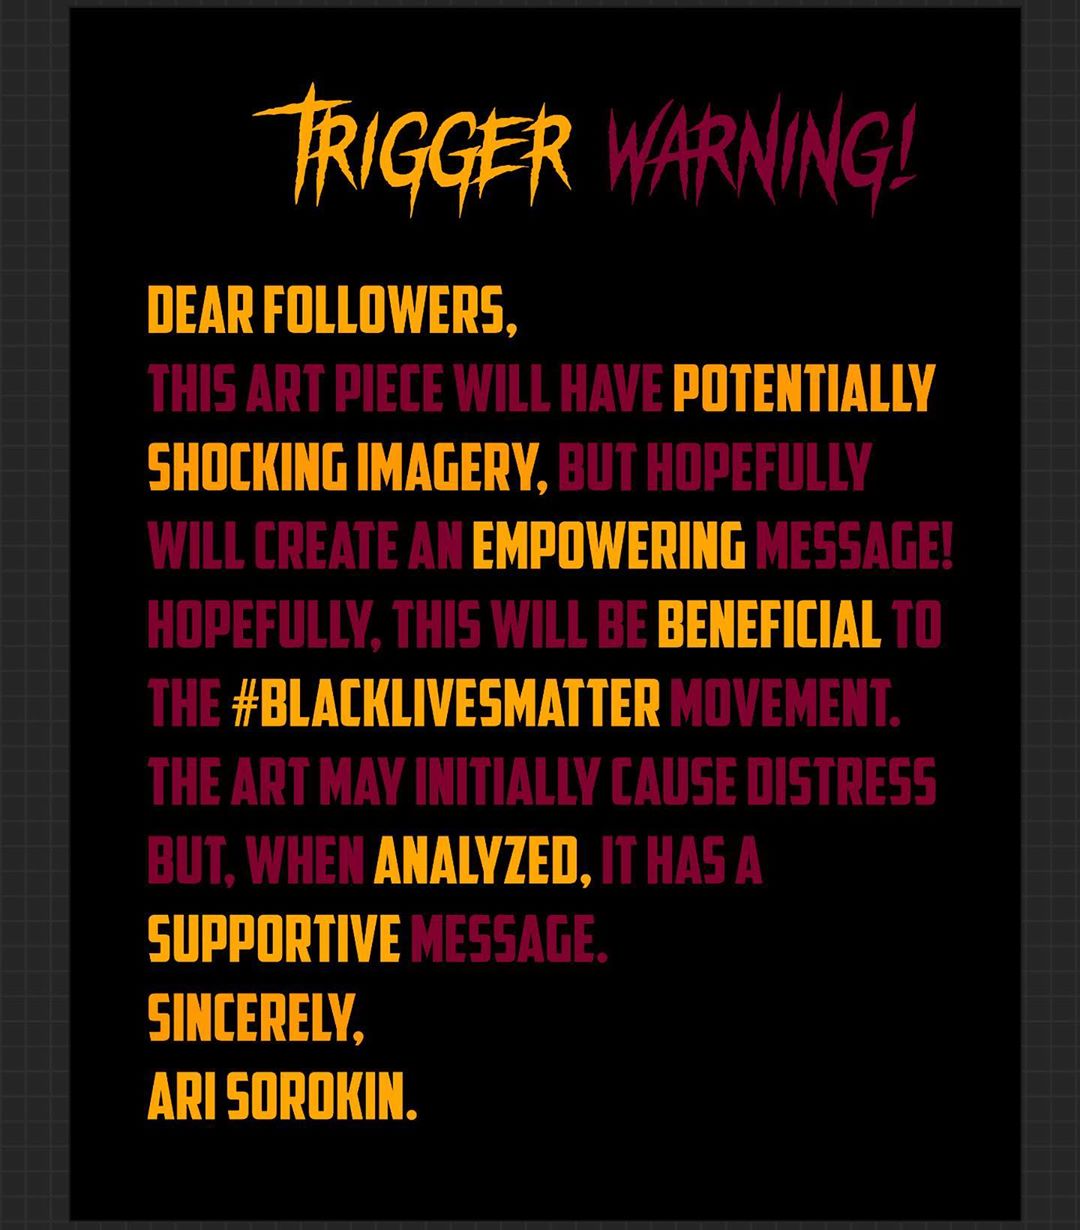 TRIGGER WARNING!
DEAR FOLLOWERS,
THIS ART PIECE WILL HAVE POTENTIALLY
SHOCKING IMAGERY, BUT HOPEFULLY
WILL CREATE AN EMPOWERING MESSAGE!
HOPEFULLY, THIS WILL BE BENEFICIAL TO
THE #BLACKLIVESMATTER MOVEMENT.
THE ART MAY INITIALLY CAUSE DISTRESS
BUT, WHEN ANALYZED, IT HAS A
SUPPORTIVE MESSAGE.
SINCERELY,
ARI SOROKIN.